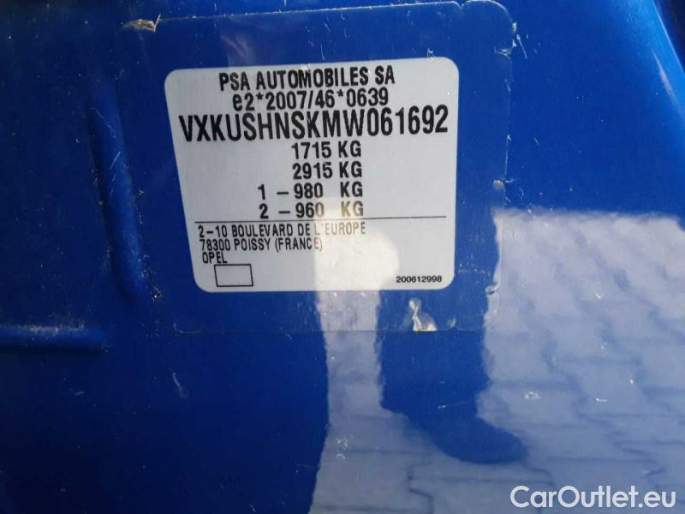 PSA AUTOMOBILES SA
e2*2007/46*0639
VXKUSHNSKMW061692
1715 KG
2915 KG
1 - 980 KG
2 - 960 KG
2-10 BOULEVARD DE L'EUROPE
78300 POISSY (FRANCE)
OPEL
200612998
CarOutlet.eu